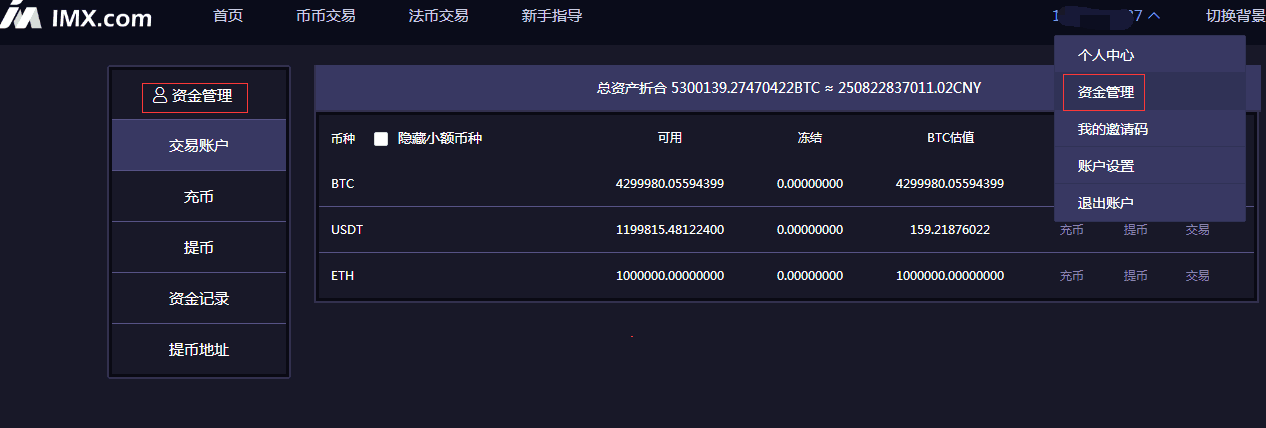 IMX.com 首页 币币交易 法币交易 新手指导 切换背景
个人中心
资金管理
我的邀请码
账户设置
退出账户
资金管理
交易账户
充币
提币
资金记录
提币地址
总资产折合 5300139.27470422BTC ≈ 250822837011.02CNY
币种 隐藏小额币种 可用 冻结 BTC估值
BTC 4299980.05594399 0.00000000 4299980.05594399
USDT 1199815.48122400 0.00000000 159.21876022 充币 提币 交易
ETH 1000000.00000000 0.00000000 1000000.00000000 充币 提币 交易